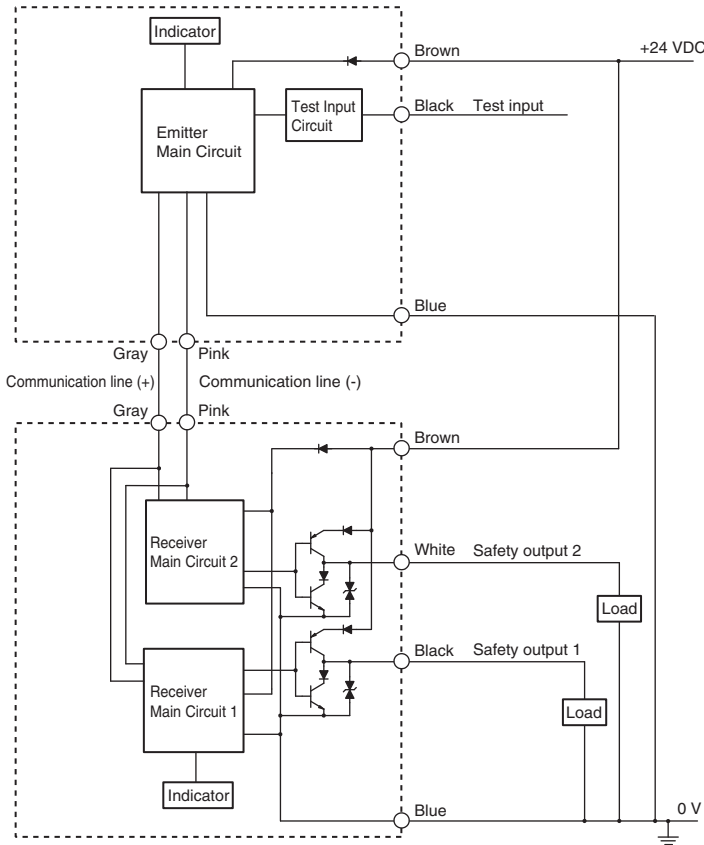 Indicator
Brown
+24 VDC
Emitter
Main Circuit
Test Input
Circuit
Black
Test input
Blue
Gray
Pink
Communication line (+)
Communication line (-)
Gray
Pink
Brown
Receiver
Main Circuit 2
White
Safety output 2
Load
Black
Safety output 1
Receiver
Main Circuit 1
Load
Indicator
Blue
0 V